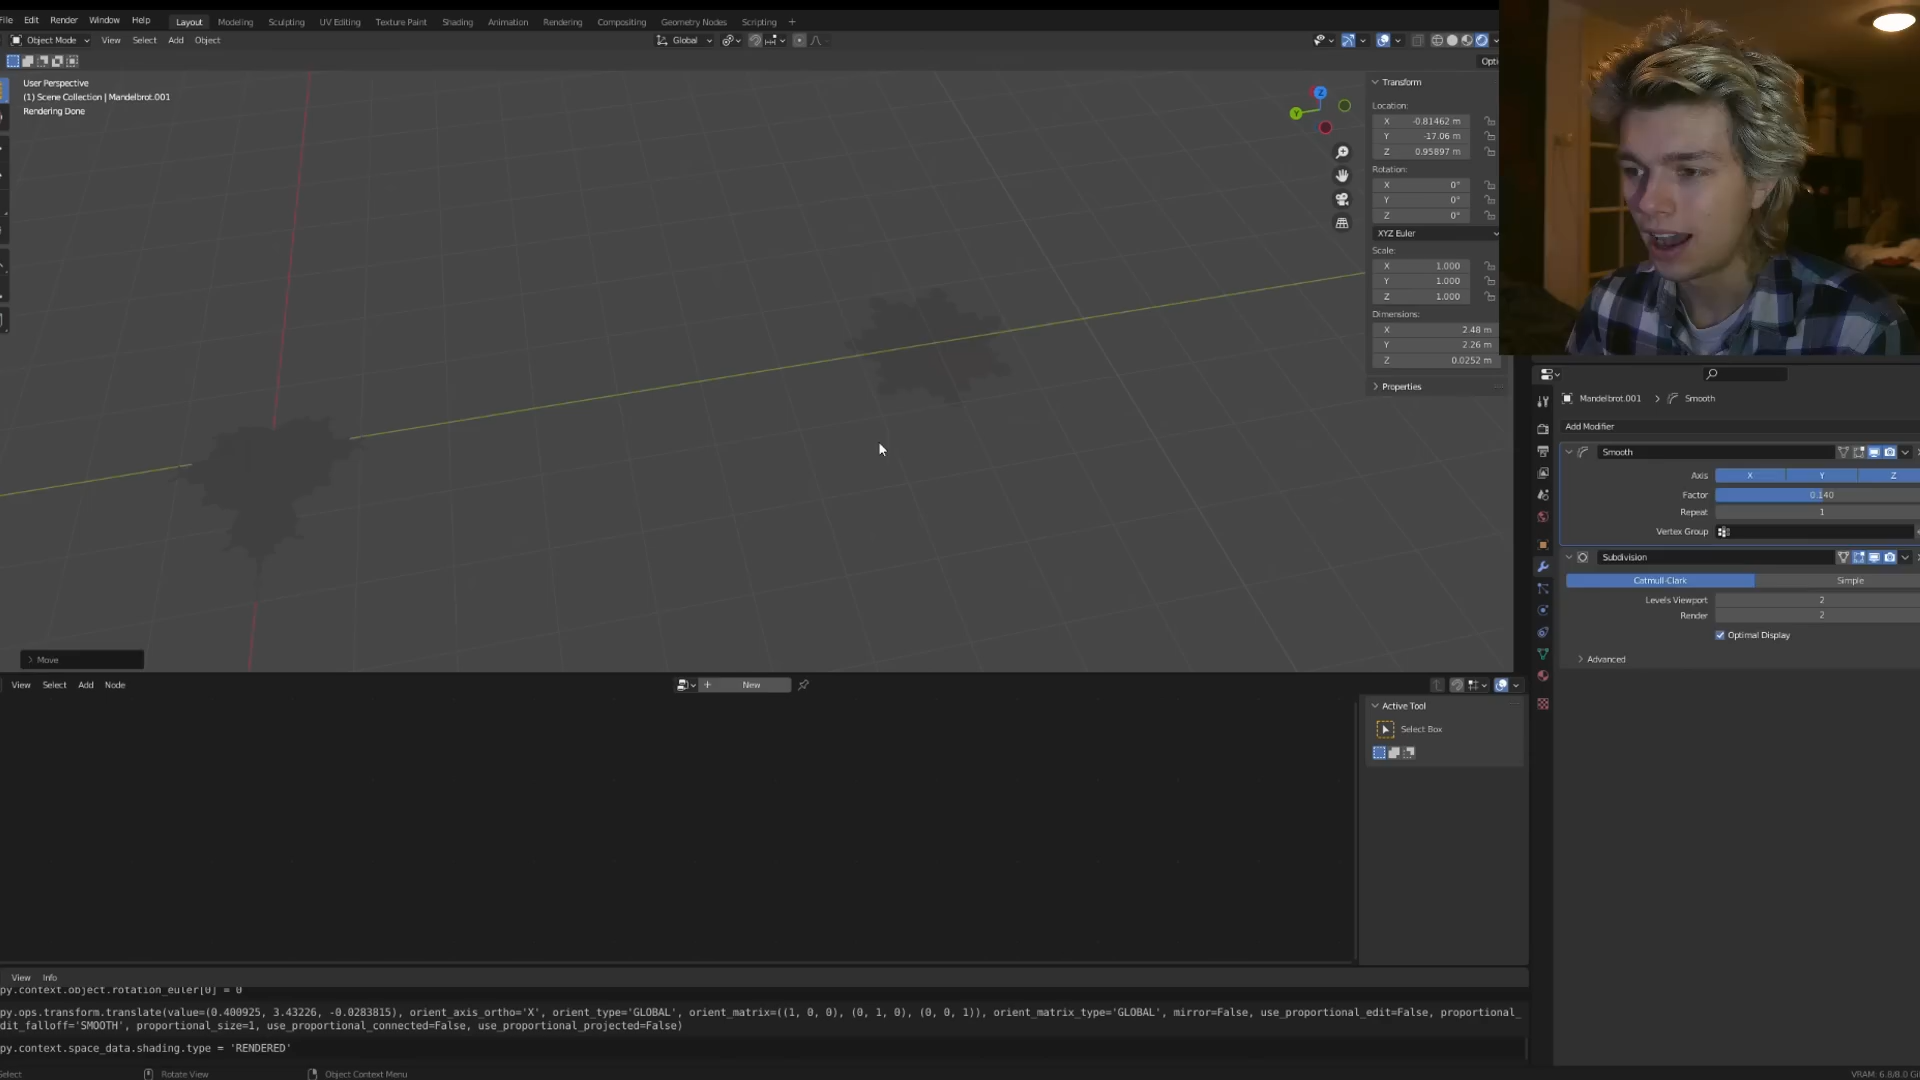 File Edit Render Window Help Layout Modeling Sculpting UV Editing Texture Paint Shading Animation Rendering Compositing Geometry Nodes Scripting +
Object Mode View Select Add Object Global
Opti
User Perspective
(1) Scene Collection | Mandelbrot.001
Rendering Done
Z
Y
Transform
Location:
X -0.81462 m
Y -17.06 m
Z 0.95897 m
Rotation:
X 0°
Y 0°
Z 0°
XYZ Euler
Scale:
X 1.000
Y 1.000
Z 1.000
Dimensions:
X 2.48 m
Y 2.26 m
Z 0.0252 m
Properties
Mandelbrot.001 > Smooth
Add Modifier
Smooth
Axis X Y Z
Factor 0.140
Repeat 1
Vertex Group
Subdivision
Catmull-Clark Simple
Levels Viewport 2
Render 2
Optimal Display
Advanced
Move
View Select Add Node + New
Active Tool
Select Box
View Info
py.context.object.rotation_euler[0] = 0
py.ops.transform.translate(value=(0.400925, 3.43226, -0.0283815), orient_axis_ortho='X', orient_type='GLOBAL', orient_matrix=((1, 0, 0), (0, 1, 0), (0, 0, 1)), orient_matrix_type='GLOBAL', mirror=False, use_proportional_edit=False, proportional_
dit_falloff='SMOOTH', proportional_size=1, use_proportional_connected=False, use_proportional_projected=False)
py.context.space_data.shading.type = 'RENDERED'
Select Rotate View Object Context Menu
VRAM: 6.8/8.0 Gi